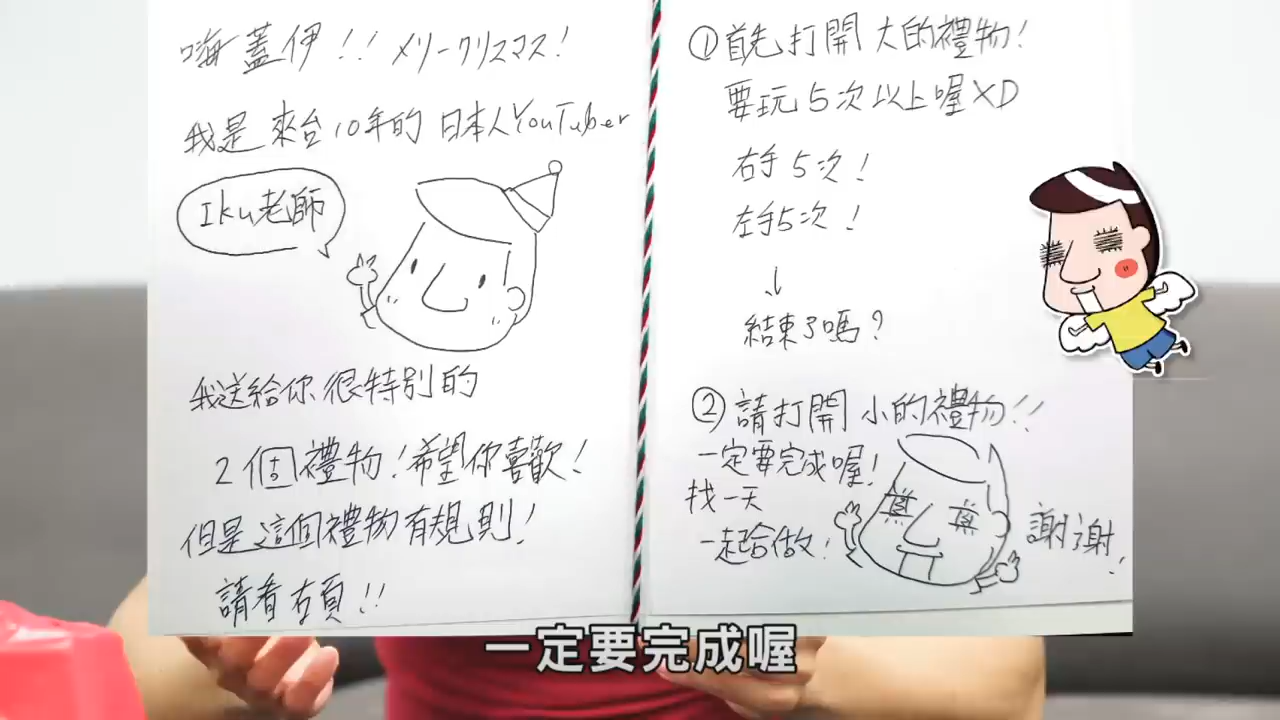 嗨 蓋伊!! メリークリスマス!
我是 來台10年的 日本人YouTuber
Iku老師
我送給你很特別的
2個禮物!希望你喜歡!
但是這個禮物有規則!
請看右頁!!
①首先打開 大的禮物!
要玩5次以上喔XD
右手5次!
左手5次!
↓
結束了嗎?
②請打開 小的禮物!!
一定要完成喔!
找一天
一起做!
謝謝!
一定要完成喔